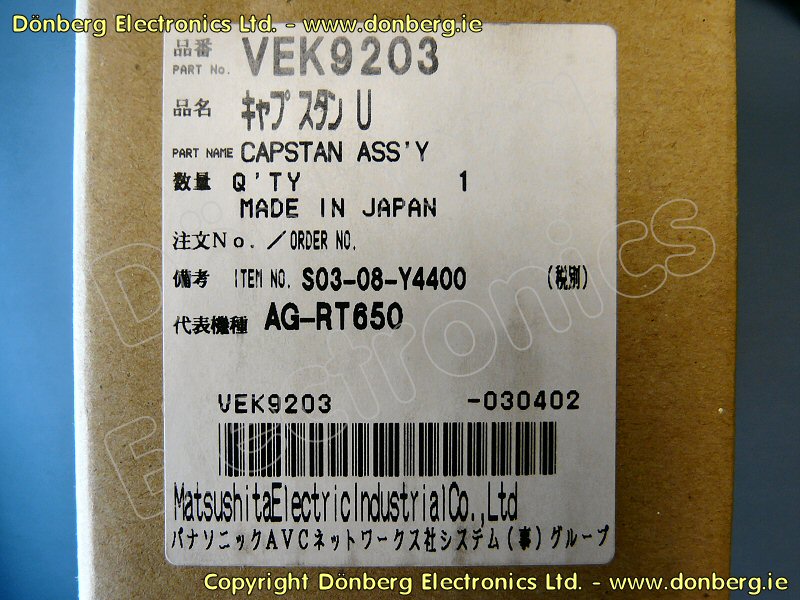 Dönberg Electronics Ltd. - www.donberg.ie
品番 PART No. VEK9203
品名 キャプスタン U
PART NAME CAPSTAN ASS'Y
数量 Q'TY 1
MADE IN JAPAN
注文No. / ORDER NO.
備考 ITEM NO. S03-08-Y4400 (税別)
代表機種 AG-RT650
VEK9203 -030402
MatsushitaElectricIndustrialCo.,Ltd
パナソニックAVCネットワークス社システム(事)グループ
Dönberg Electronics
Copyright Dönberg Electronics Ltd. - www.donberg.ie